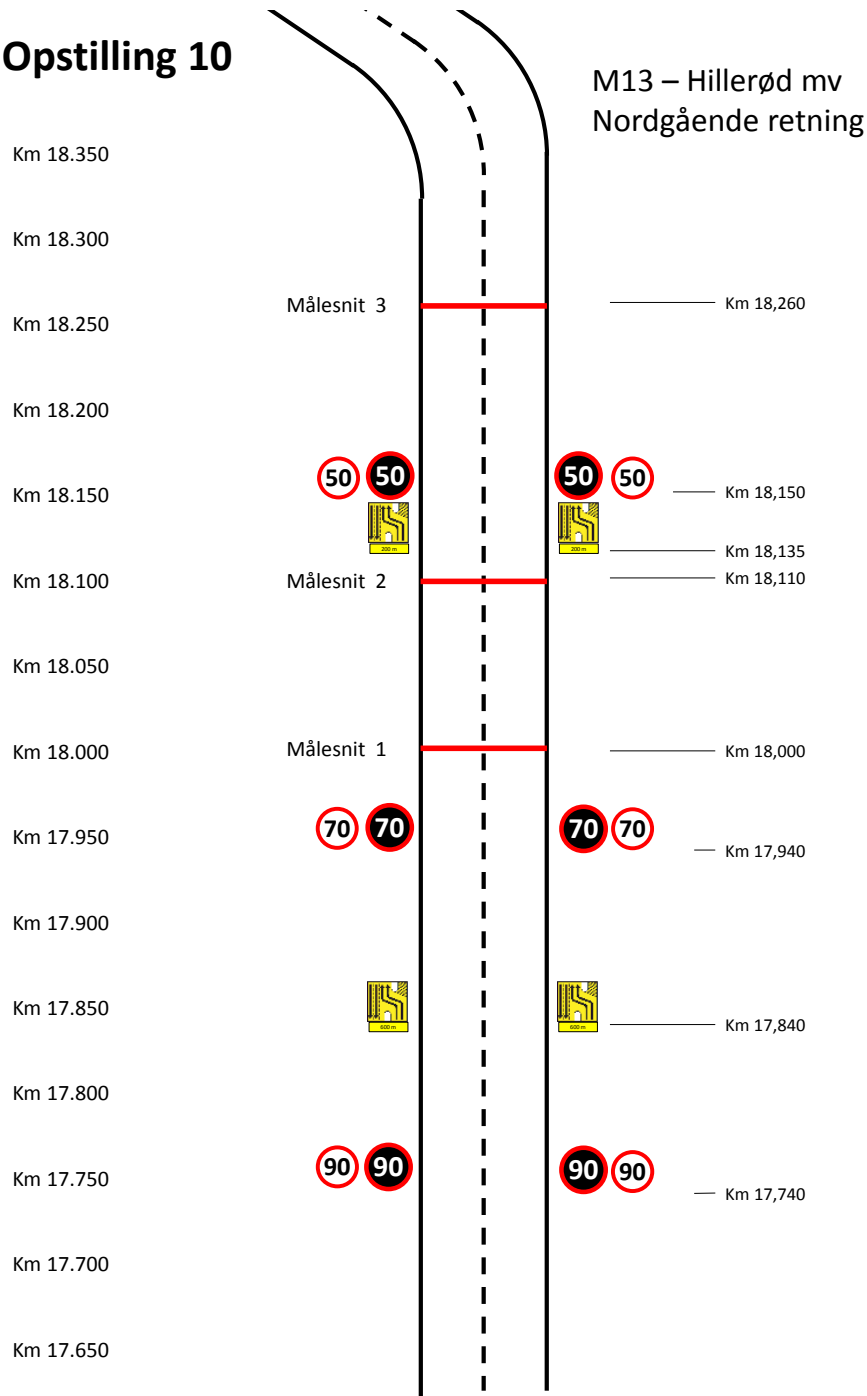 Opstilling 10
M13 – Hillerød mv
Nordgående retning
Km 18.350
Km 18.300
Målesnit 3
Km 18,260
Km 18.250
Km 18.200
50 50 50 50
Km 18.150
Km 18,150
200 m 200 m
Km 18,135
Km 18.100
Målesnit 2
Km 18,110
Km 18.050
Km 18.000
Målesnit 1
Km 18,000
70 70 70 70
Km 17.950
Km 17,940
Km 17.900
Km 17.850
600 m 600 m
Km 17,840
Km 17.800
90 90 90 90
Km 17.750
Km 17,740
Km 17.700
Km 17.650